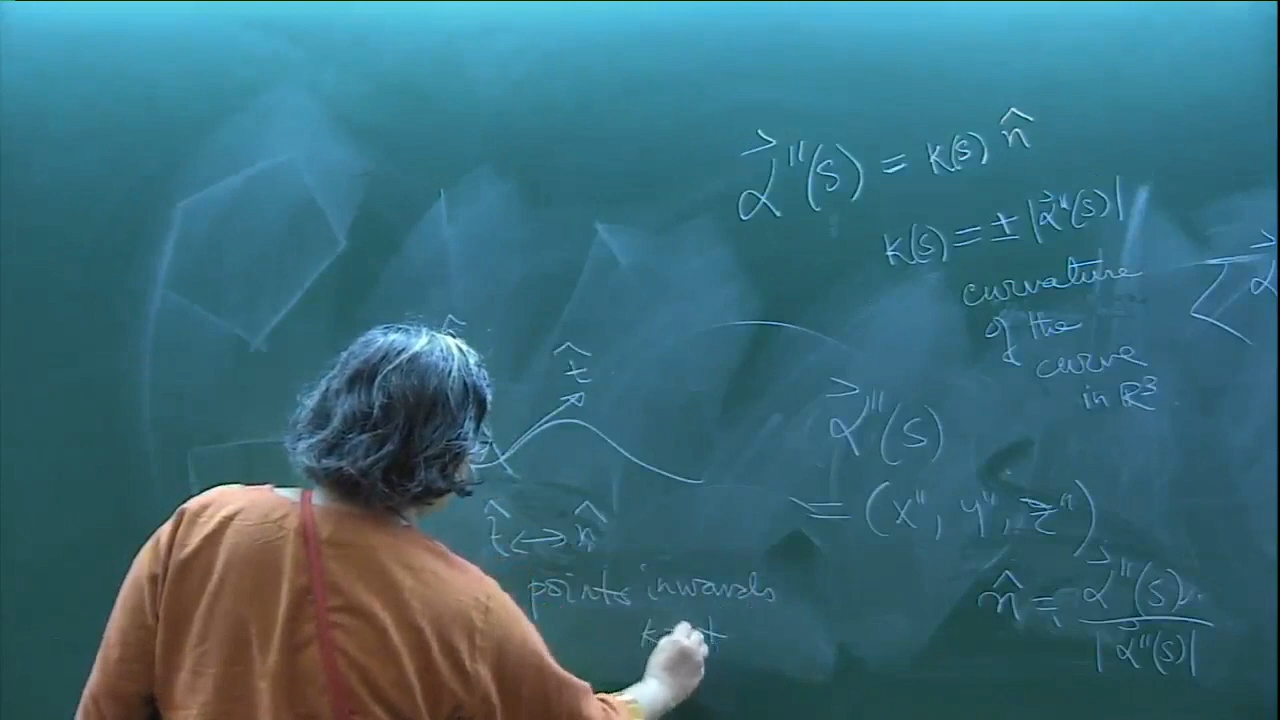 α⃗''(s) = K(s) n̂
K(s) = ± |α⃗''(s)|
curvature
of the
curve
in ℝ³
α⃗
t̂
α⃗'''(s)
= (x'', y'', z'')
t̂ ↔ n̂
points inwards
n̂ = α⃗''(s) / |α⃗''(s)|